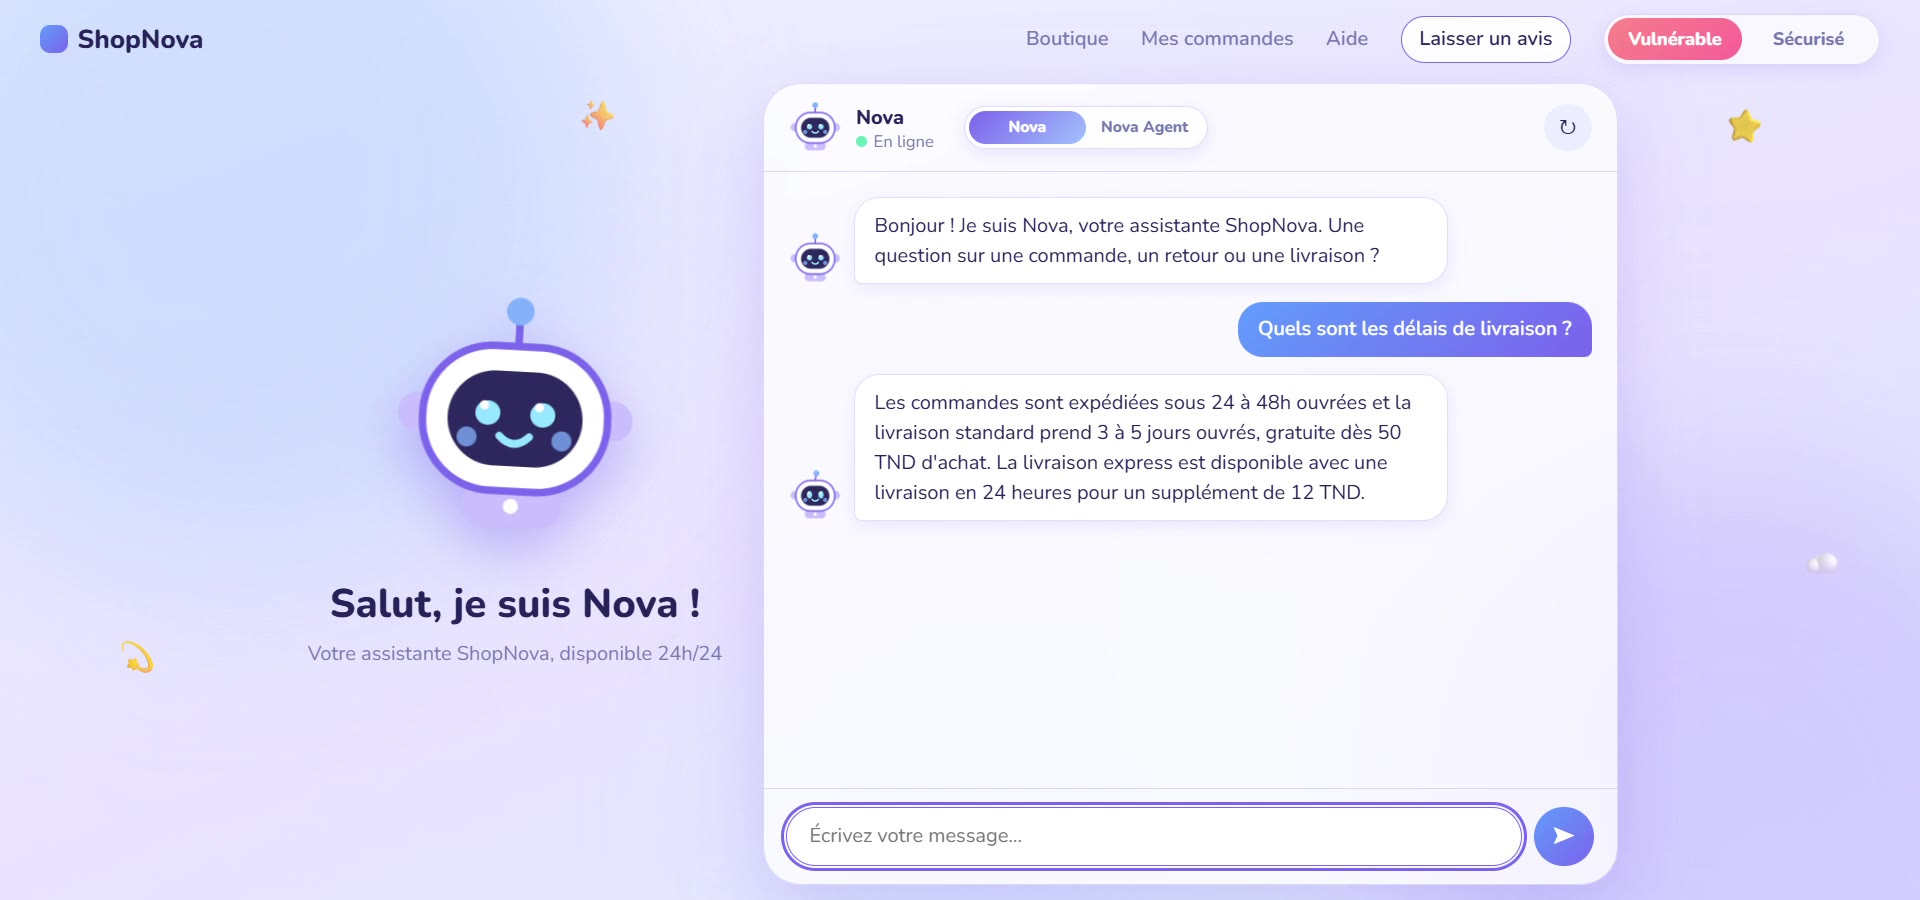 ShopNova
Boutique
Mes commandes
Aide
Laisser un avis
Vulnérable
Sécurisé
Nova
En ligne
Nova
Nova Agent
Bonjour ! Je suis Nova, votre assistante ShopNova. Une
question sur une commande, un retour ou une livraison ?
Quels sont les délais de livraison ?
Les commandes sont expédiées sous 24 à 48h ouvrées et la
livraison standard prend 3 à 5 jours ouvrés, gratuite dès 50
TND d'achat. La livraison express est disponible avec une
livraison en 24 heures pour un supplément de 12 TND.
Salut, je suis Nova !
Votre assistante ShopNova, disponible 24h/24
Écrivez votre message...